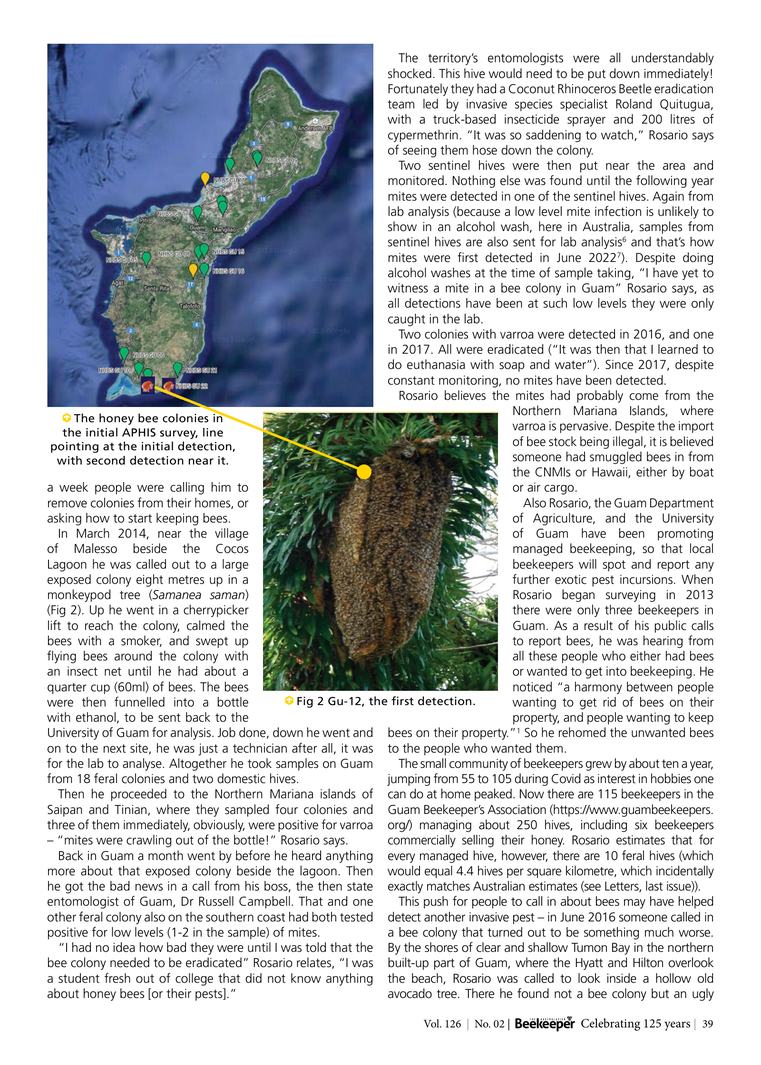 Andersen AFB
Mangilao
NHBS GU 15
NHBS GU 16
Santa Rita
Agat
Talofofo
NHBS GU 21
NHBS GU 22
The honey bee colonies in
the initial APHIS survey, line
pointing at the initial detection,
with second detection near it.
a week people were calling him to
remove colonies from their homes, or
asking how to start keeping bees.
In March 2014, near the village
of Malesso beside the Cocos
Lagoon he was called out to a large
exposed colony eight metres up in a
monkeypod tree (Samanea saman)
(Fig 2). Up he went in a cherrypicker
lift to reach the colony, calmed the
bees with a smoker, and swept up
flying bees around the colony with
an insect net until he had about a
quarter cup (60ml) of bees. The bees
were then funnelled into a bottle
with ethanol, to be sent back to the
University of Guam for analysis. Job done, down he went and
on to the next site, he was just a technician after all, it was
for the lab to analyse. Altogether he took samples on Guam
from 18 feral colonies and two domestic hives.
Then he proceeded to the Northern Mariana islands of
Saipan and Tinian, where they sampled four colonies and
three of them immediately, obviously, were positive for varroa
– “mites were crawling out of the bottle!” Rosario says.
Back in Guam a month went by before he heard anything
more about that exposed colony beside the lagoon. Then
he got the bad news in a call from his boss, the then state
entomologist of Guam, Dr Russell Campbell. That and one
other feral colony also on the southern coast had both tested
positive for low levels (1-2 in the sample) of mites.
“I had no idea how bad they were until I was told that the
bee colony needed to be eradicated” Rosario relates, “I was
a student fresh out of college that did not know anything
about honey bees [or their pests].”
Fig 2 Gu-12, the first detection.
The territory’s entomologists were all understandably
shocked. This hive would need to be put down immediately!
Fortunately they had a Coconut Rhinoceros Beetle eradication
team led by invasive species specialist Roland Quitugua,
with a truck-based insecticide sprayer and 200 litres of
cypermethrin. “It was so saddening to watch,” Rosario says
of seeing them hose down the colony.
Two sentinel hives were then put near the area and
monitored. Nothing else was found until the following year
mites were detected in one of the sentinel hives. Again from
lab analysis (because a low level mite infection is unlikely to
show in an alcohol wash, here in Australia, samples from
sentinel hives are also sent for lab analysis⁶ and that’s how
mites were first detected in June 2022⁷). Despite doing
alcohol washes at the time of sample taking, “I have yet to
witness a mite in a bee colony in Guam” Rosario says, as
all detections have been at such low levels they were only
caught in the lab.
Two colonies with varroa were detected in 2016, and one
in 2017. All were eradicated (“It was then that I learned to
do euthanasia with soap and water”). Since 2017, despite
constant monitoring, no mites have been detected.
Rosario believes the mites had probably come from the
Northern Mariana Islands, where
varroa is pervasive. Despite the import
of bee stock being illegal, it is believed
someone had smuggled bees in from
the CNMIs or Hawaii, either by boat
or air cargo.
Also Rosario, the Guam Department
of Agriculture, and the University
of Guam have been promoting
managed beekeeping, so that local
beekeepers will spot and report any
further exotic pest incursions. When
Rosario began surveying in 2013
there were only three beekeepers in
Guam. As a result of his public calls
to report bees, he was hearing from
all these people who either had bees
or wanted to get into beekeeping. He
noticed “a harmony between people
wanting to get rid of bees on their
property, and people wanting to keep
bees on their property.”¹ So he rehomed the unwanted bees
to the people who wanted them.
The small community of beekeepers grew by about ten a year,
jumping from 55 to 105 during Covid as interest in hobbies one
can do at home peaked. Now there are 115 beekeepers in the
Guam Beekeeper’s Association (https://www.guambeekeepers.
org/) managing about 250 hives, including six beekeepers
commercially selling their honey. Rosario estimates that for
every managed hive, however, there are 10 feral hives (which
would equal 4.4 hives per square kilometre, which incidentally
exactly matches Australian estimates (see Letters, last issue)).
This push for people to call in about bees may have helped
detect another invasive pest – in June 2016 someone called in
a bee colony that turned out to be something much worse.
By the shores of clear and shallow Tumon Bay in the northern
built-up part of Guam, where the Hyatt and Hilton overlook
the beach, Rosario was called to look inside a hollow old
avocado tree. There he found not a bee colony but an ugly
Vol. 126 | No. 02 | Beekeeper Celebrating 125 years | 39